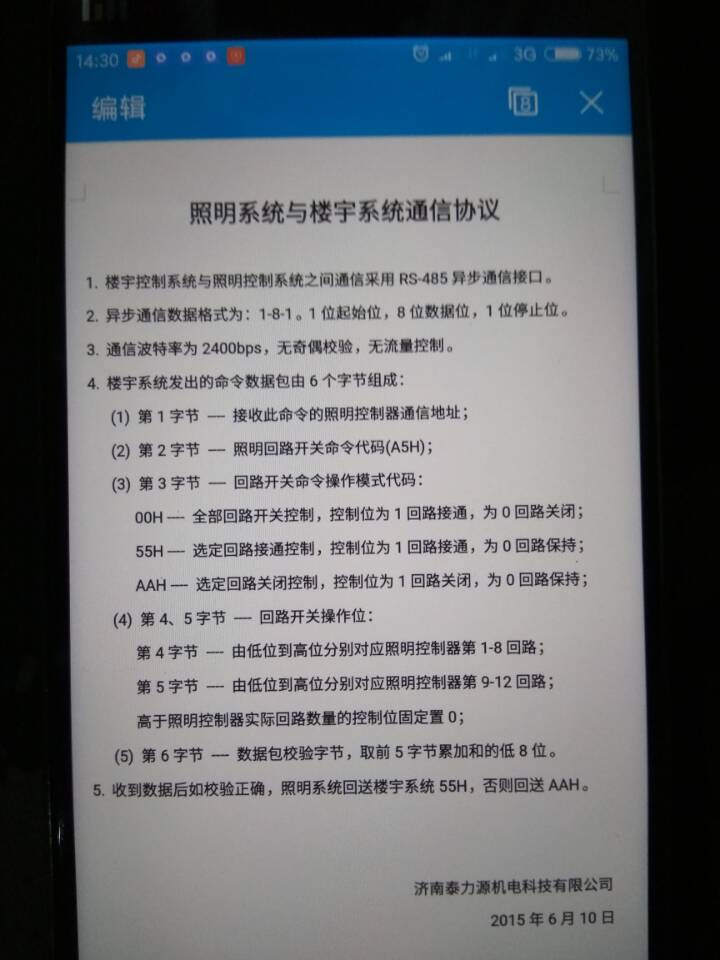 14:30 3G 73%
编辑 8
照明系统与楼宇系统通信协议
1. 楼宇控制系统与照明控制系统之间通信采用 RS-485 异步通信接口。
2. 异步通信数据格式为：1-8-1。1 位起始位，8 位数据位，1 位停止位。
3. 通信波特率为 2400bps，无奇偶校验，无流量控制。
4. 楼宇系统发出的命令数据包由 6 个字节组成：
(1) 第 1 字节 — 接收此命令的照明控制器通信地址；
(2) 第 2 字节 — 照明回路开关命令代码(A5H)；
(3) 第 3 字节 — 回路开关命令操作模式代码：
00H — 全部回路开关控制，控制位为 1 回路接通，为 0 回路关闭；
55H — 选定回路接通控制，控制位为 1 回路接通，为 0 回路保持；
AAH — 选定回路关闭控制，控制位为 1 回路关闭，为 0 回路保持；
(4) 第 4、5 字节 — 回路开关操作位：
第 4 字节 — 由低位到高位分别对应照明控制器第 1-8 回路；
第 5 字节 — 由低位到高位分别对应照明控制器第 9-12 回路；
高于照明控制器实际回路数量的控制位固定置 0；
(5) 第 6 字节 — 数据包校验字节，取前 5 字节累加和的低 8 位。
5. 收到数据后如校验正确，照明系统回送楼宇系统 55H，否则回送 AAH。
济南泰力源机电科技有限公司
2015 年 6 月 10 日